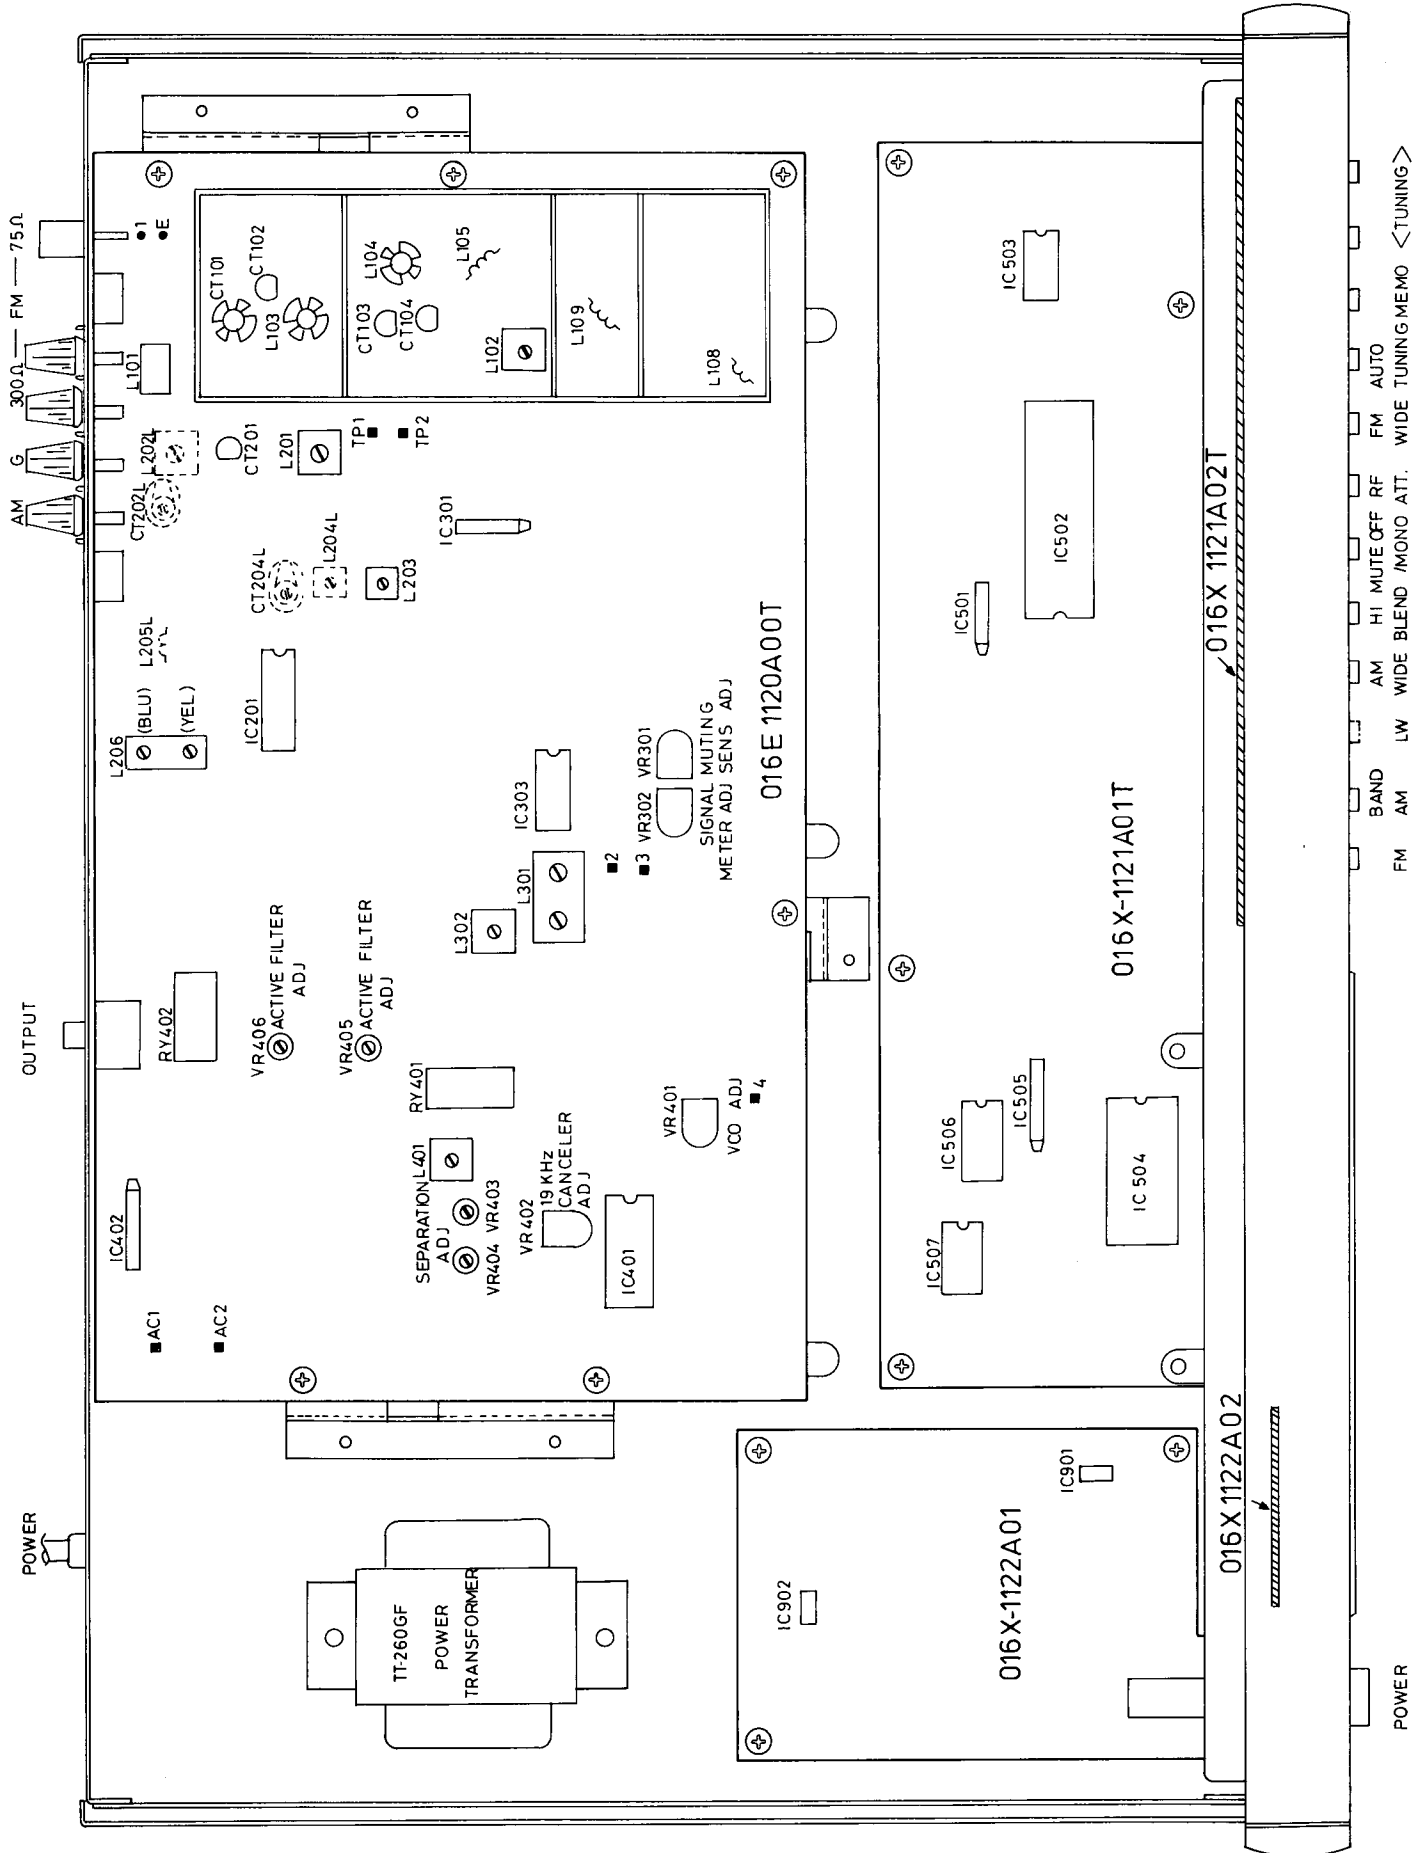 POWER
OUTPUT
AM
G
300Ω — FM — 75Ω
AC1
AC2
IC402
RY402
L206
(BLU)
(YEL)
L205L
CT202L
L202L
L101
1
E
VR406
ACTIVE FILTER
ADJ
VR405
ACTIVE FILTER
ADJ
IC201
CT204L
L204L
L203
CT201
L201
TP1
TP2
CT101
CT102
L103
CT103
CT104
L104
L105
L102
L109
L108
SEPARATION
ADJ
L401
VR404
VR403
RY401
L302
L301
IC303
IC301
VR402
19 KHz
CANCELER
ADJ
IC401
VR401
VCO ADJ
4
2
3
VR302
VR301
SIGNAL MUTING
METER ADJ SENS ADJ
016E 1120A00T
TT-260GF
POWER
TRANSFORMER
IC902
IC901
016X-1122A01
016X1122A02
IC507
IC506
IC505
IC504
IC501
IC502
IC503
016X-1121A01T
016X 1121A02T
POWER
BAND
FM
AM
LW
AM
WIDE
HI
BLEND
MUTE OFF
/MONO
RF
ATT.
FM
WIDE
AUTO
TUNING
MEMO
<TUNING>